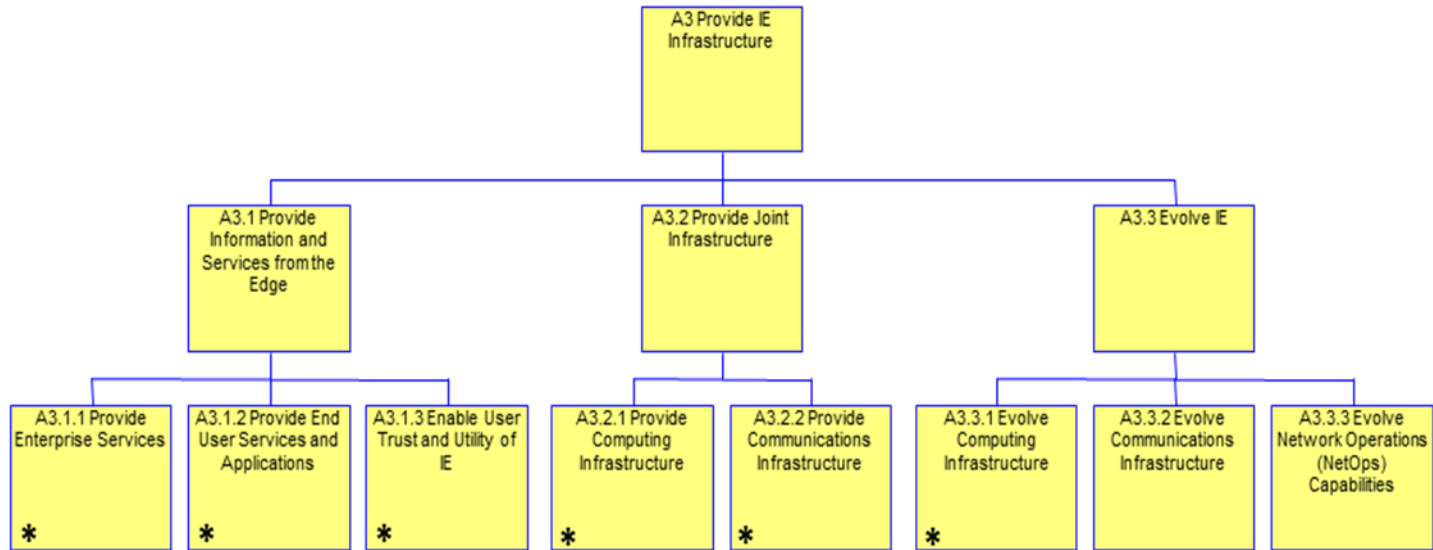 A3 Provide IE
Infrastructure
A3.1 Provide
Information and
Services from the
Edge
A3.2 Provide Joint
Infrastructure
A3.3 Evolve IE
A3.1.1 Provide
Enterprise Services
*
A3.1.2 Provide End
User Services and
Applications
*
A3.1.3 Enable User
Trust and Utility of
IE
*
A3.2.1 Provide
Computing
Infrastructure
*
A3.2.2 Provide
Communications
Infrastructure
*
A3.3.1 Evolve
Computing
Infrastructure
*
A3.3.2 Evolve
Communications
Infrastructure
A3.3.3 Evolve
Network Operations
(NetOps)
Capabilities